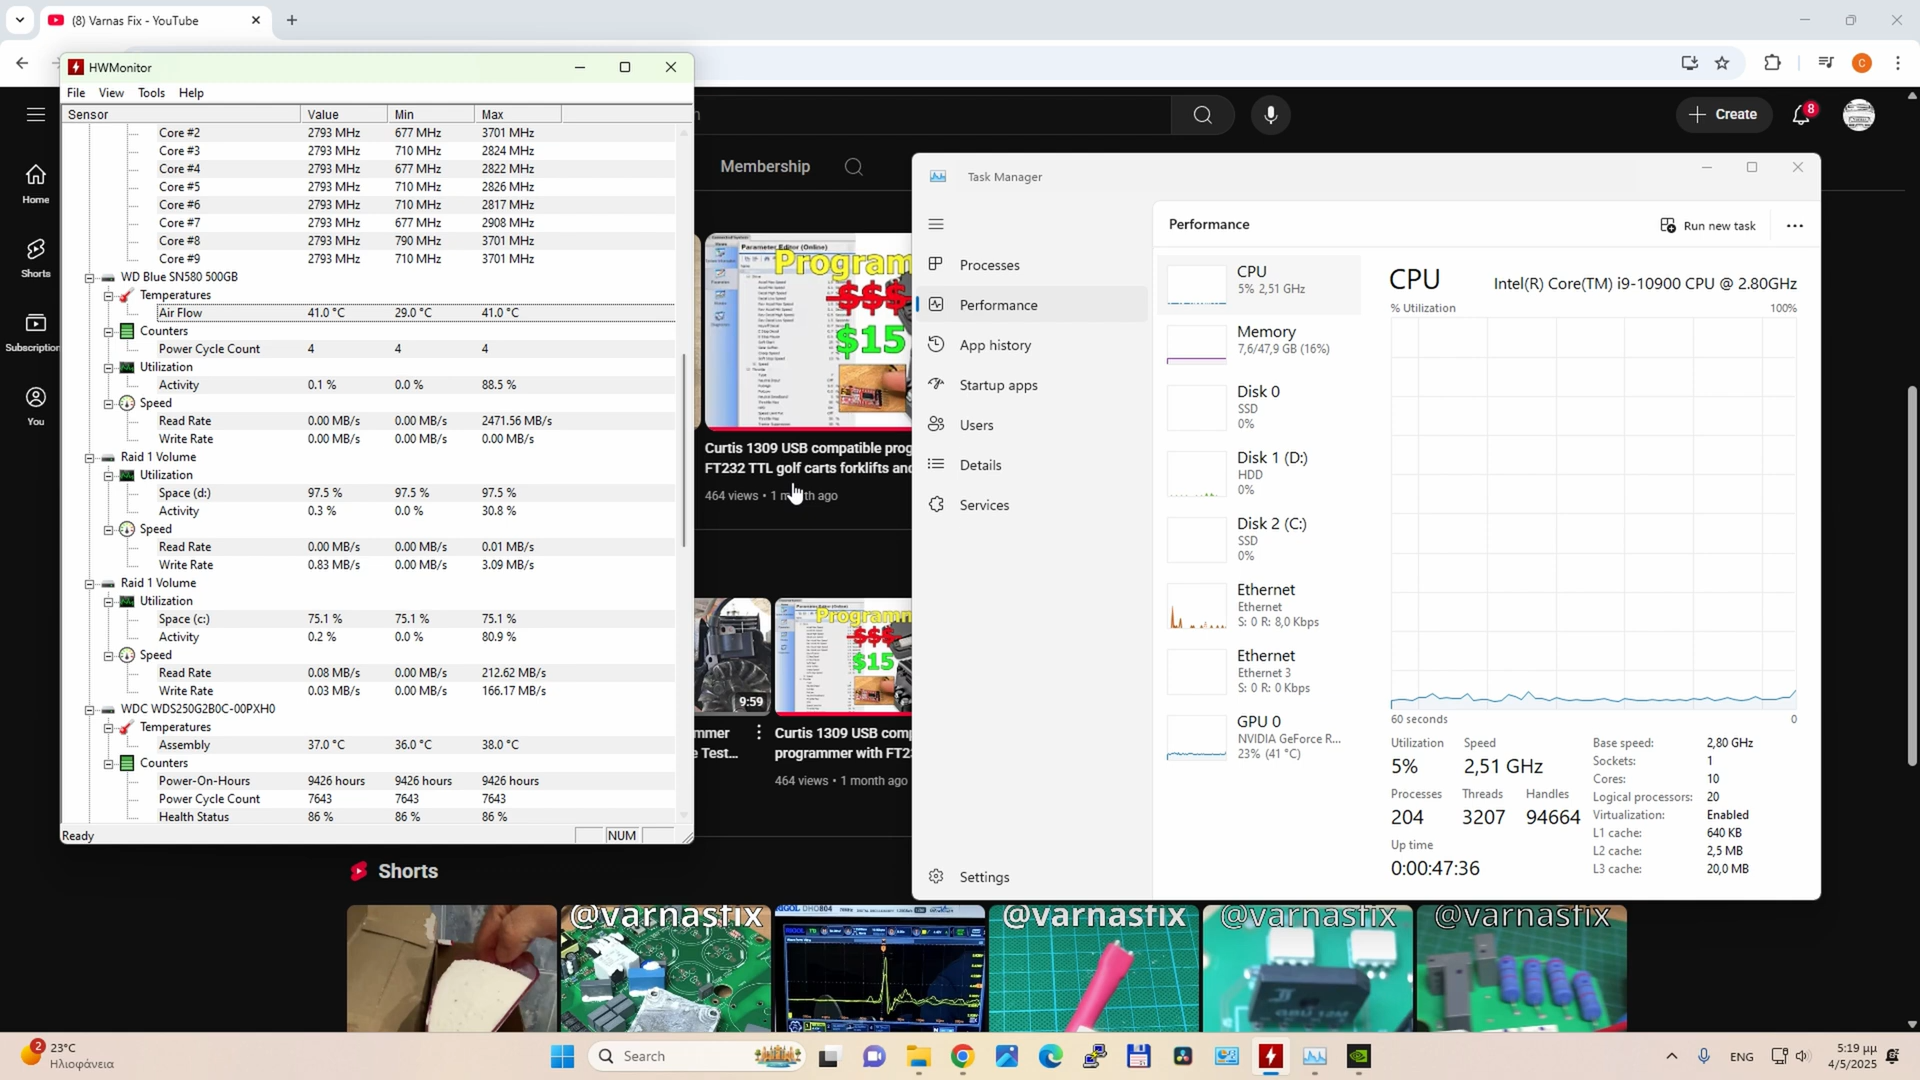 (8) Varnas Fix - YouTube
HWMonitor
File View Tools Help
Sensor Value Min Max
Core #2 2793 MHz 677 MHz 3701 MHz
Core #3 2793 MHz 710 MHz 2824 MHz
Core #4 2793 MHz 710 MHz 2822 MHz
Core #5 2793 MHz 710 MHz 2826 MHz
Core #6 2793 MHz 710 MHz 2817 MHz
Core #7 2793 MHz 677 MHz 2908 MHz
Core #8 2793 MHz 790 MHz 3701 MHz
Core #9 2793 MHz 710 MHz 3701 MHz
WD Blue SN580 500GB
Temperatures
Air Flow 41.0 °C 29.0 °C 41.0 °C
Counters
Power Cycle Count 4 4 4
Utilization
Activity 0.1 % 0.0 % 88.5 %
Speed
Read Rate 0.00 MB/s 0.00 MB/s 2471.56 MB/s
Write Rate 0.00 MB/s 0.00 MB/s 0.00 MB/s
Raid 1 Volume
Utilization
Space (d:) 97.5 % 97.5 % 97.5 %
Activity 0.3 % 0.0 % 30.8 %
Speed
Read Rate 0.00 MB/s 0.00 MB/s 0.01 MB/s
Write Rate 0.83 MB/s 0.00 MB/s 3.09 MB/s
Raid 1 Volume
Utilization
Space (c:) 75.1 % 75.1 % 75.1 %
Activity 0.2 % 0.0 % 80.9 %
Speed
Read Rate 0.08 MB/s 0.00 MB/s 212.62 MB/s
Write Rate 0.03 MB/s 0.00 MB/s 166.17 MB/s
WDC WDS250G2B0C-00PXH0
Temperatures
Assembly 37.0 °C 36.0 °C 38.0 °C
Counters
Power-On-Hours 9426 hours 9426 hours 9426 hours
Power Cycle Count 7643 7643 7643
Health Status 86 % 86 % 86 %
Ready NUM
Home
Shorts
Subscription
You
C
Create
8
Membership
Parameter Editor (Online)
Program
$$$
$15
Curtis 1309 USB compatible prog
FT232 TTL golf carts forklifts and
464 views • 1 month ago
9:59
mmer
e Test...
Program
$$$
$15
Curtis 1309 USB comp
programmer with FT23
464 views • 1 month ago
Task Manager
Processes
Performance
App history
Startup apps
Users
Details
Services
Settings
Performance
Run new task
CPU
5% 2,51 GHz
Memory
7,6/47,9 GB (16%)
Disk 0
SSD
0%
Disk 1 (D:)
HDD
0%
Disk 2 (C:)
SSD
0%
Ethernet
Ethernet
S: 0 R: 8,0 Kbps
Ethernet
Ethernet 3
S: 0 R: 0 Kbps
GPU 0
NVIDIA GeForce R...
23% (41 °C)
CPU Intel(R) Core(TM) i9-10900 CPU @ 2.80GHz
% Utilization 100%
60 seconds 0
Utilization Speed
5% 2,51 GHz
Processes Threads Handles
204 3207 94664
Up time
0:00:47:36
Base speed: 2,80 GHz
Sockets: 1
Cores: 10
Logical processors: 20
Virtualization: Enabled
L1 cache: 640 KB
L2 cache: 2,5 MB
L3 cache: 20,0 MB
Shorts
@varnasfix
RIGOL DHO804
RIGOL
@varnasfix
@varnasfix
@varnasfix
2
23°C
Ηλιοφάνεια
Search
ENG
5:19 μμ
4/5/2025